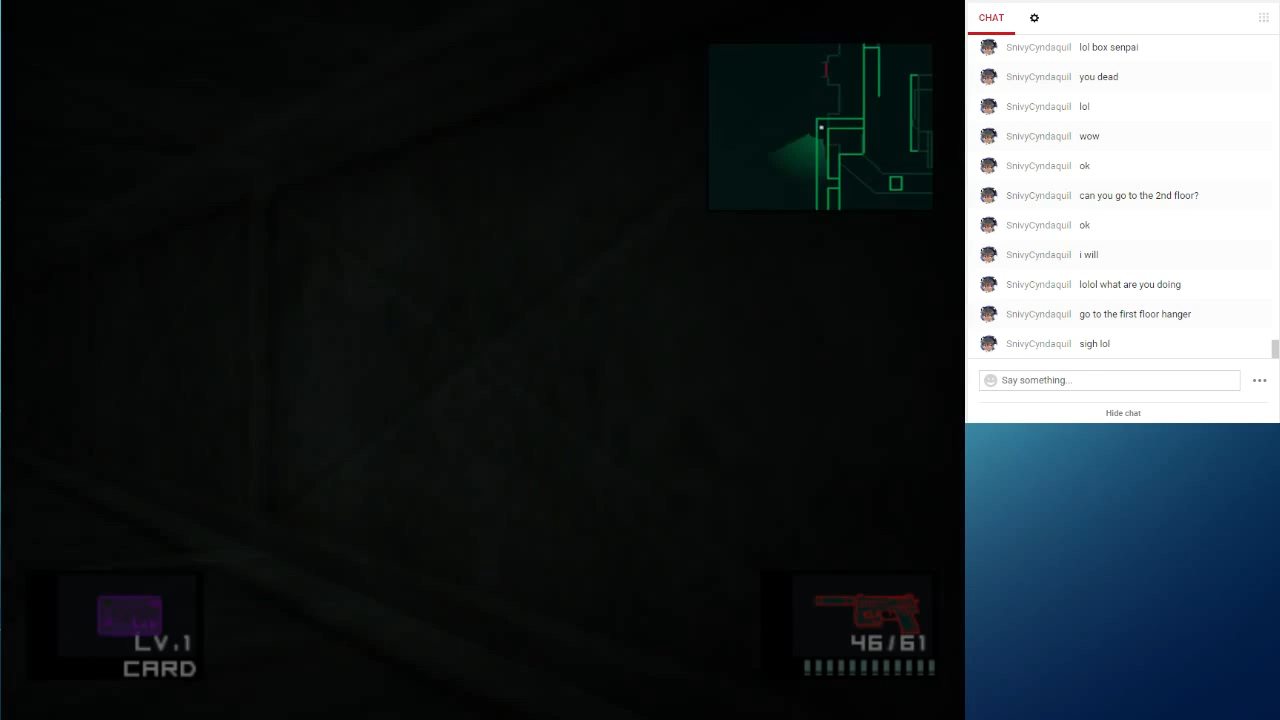 CHAT
SnivyCyndaquil lol box senpai
SnivyCyndaquil you dead
SnivyCyndaquil lol
SnivyCyndaquil wow
SnivyCyndaquil ok
SnivyCyndaquil can you go to the 2nd floor?
SnivyCyndaquil ok
SnivyCyndaquil i will
SnivyCyndaquil lolol what are you doing
SnivyCyndaquil go to the first floor hanger
SnivyCyndaquil sigh lol
Say something...
Hide chat
LV.1
CARD
46/61